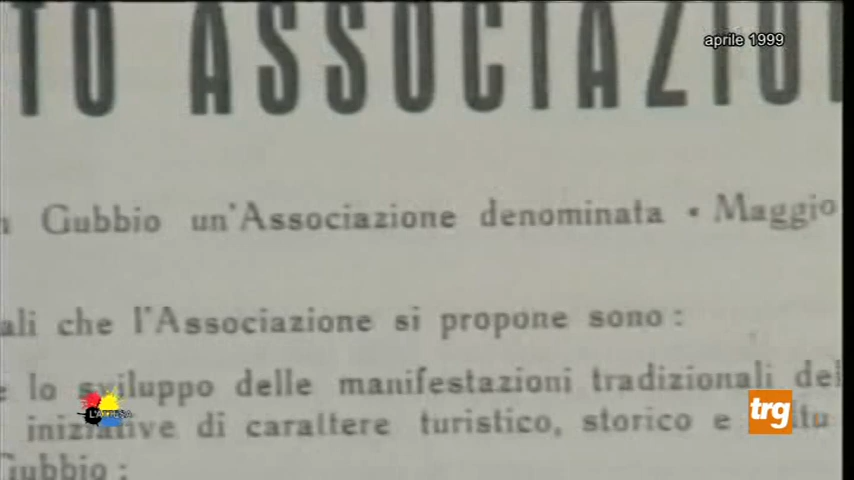 TO ASSOCIAZIO
aprile 1999
Gubbio un'Associazione denominata « Maggio
ali che l'Associazione si propone sono :
e lo sviluppo delle manifestazioni tradizionali del
iniziative di carattere turistico, storico e
Gubbio :
L'ATTESA
trg